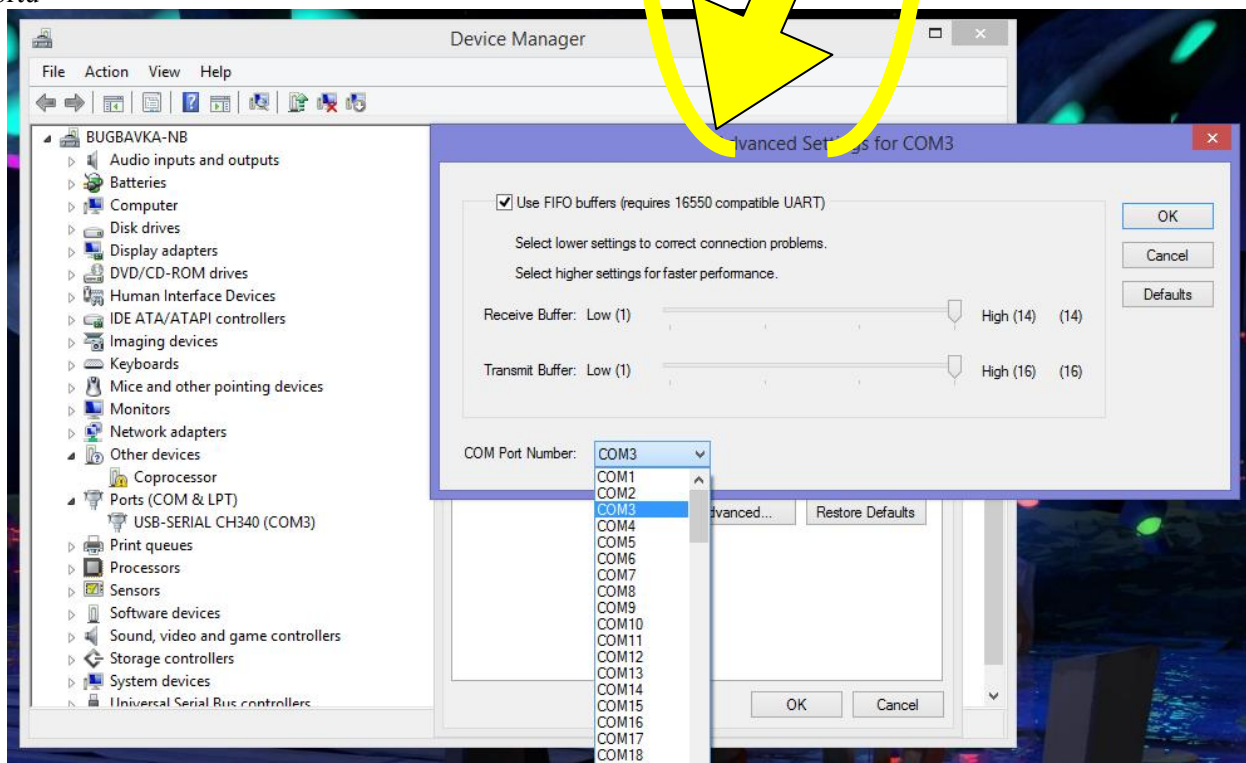 Device Manager
File Action View Help
BUGBAVKA-NB
Audio inputs and outputs
Batteries
Computer
Disk drives
Display adapters
DVD/CD-ROM drives
Human Interface Devices
IDE ATA/ATAPI controllers
Imaging devices
Keyboards
Mice and other pointing devices
Monitors
Network adapters
Other devices
Coprocessor
Ports (COM & LPT)
USB-SERIAL CH340 (COM3)
Print queues
Processors
Sensors
Software devices
Sound, video and game controllers
Storage controllers
System devices
Universal Serial Bus controllers
for COM3
Use FIFO buffers (requires 16550 compatible UART)
Select lower settings to correct connection problems.
Select higher settings for faster performance.
Receive Buffer: Low (1) High (14) (14)
Transmit Buffer: Low (1) High (16) (16)
OK
Cancel
Defaults
COM Port Number: COM3
COM1
COM2
COM3
COM4
COM5
COM6
COM7
COM8
COM9
COM10
COM11
COM12
COM13
COM14
COM15
COM16
COM17
COM18
dvanced... Restore Defaults
OK Cancel